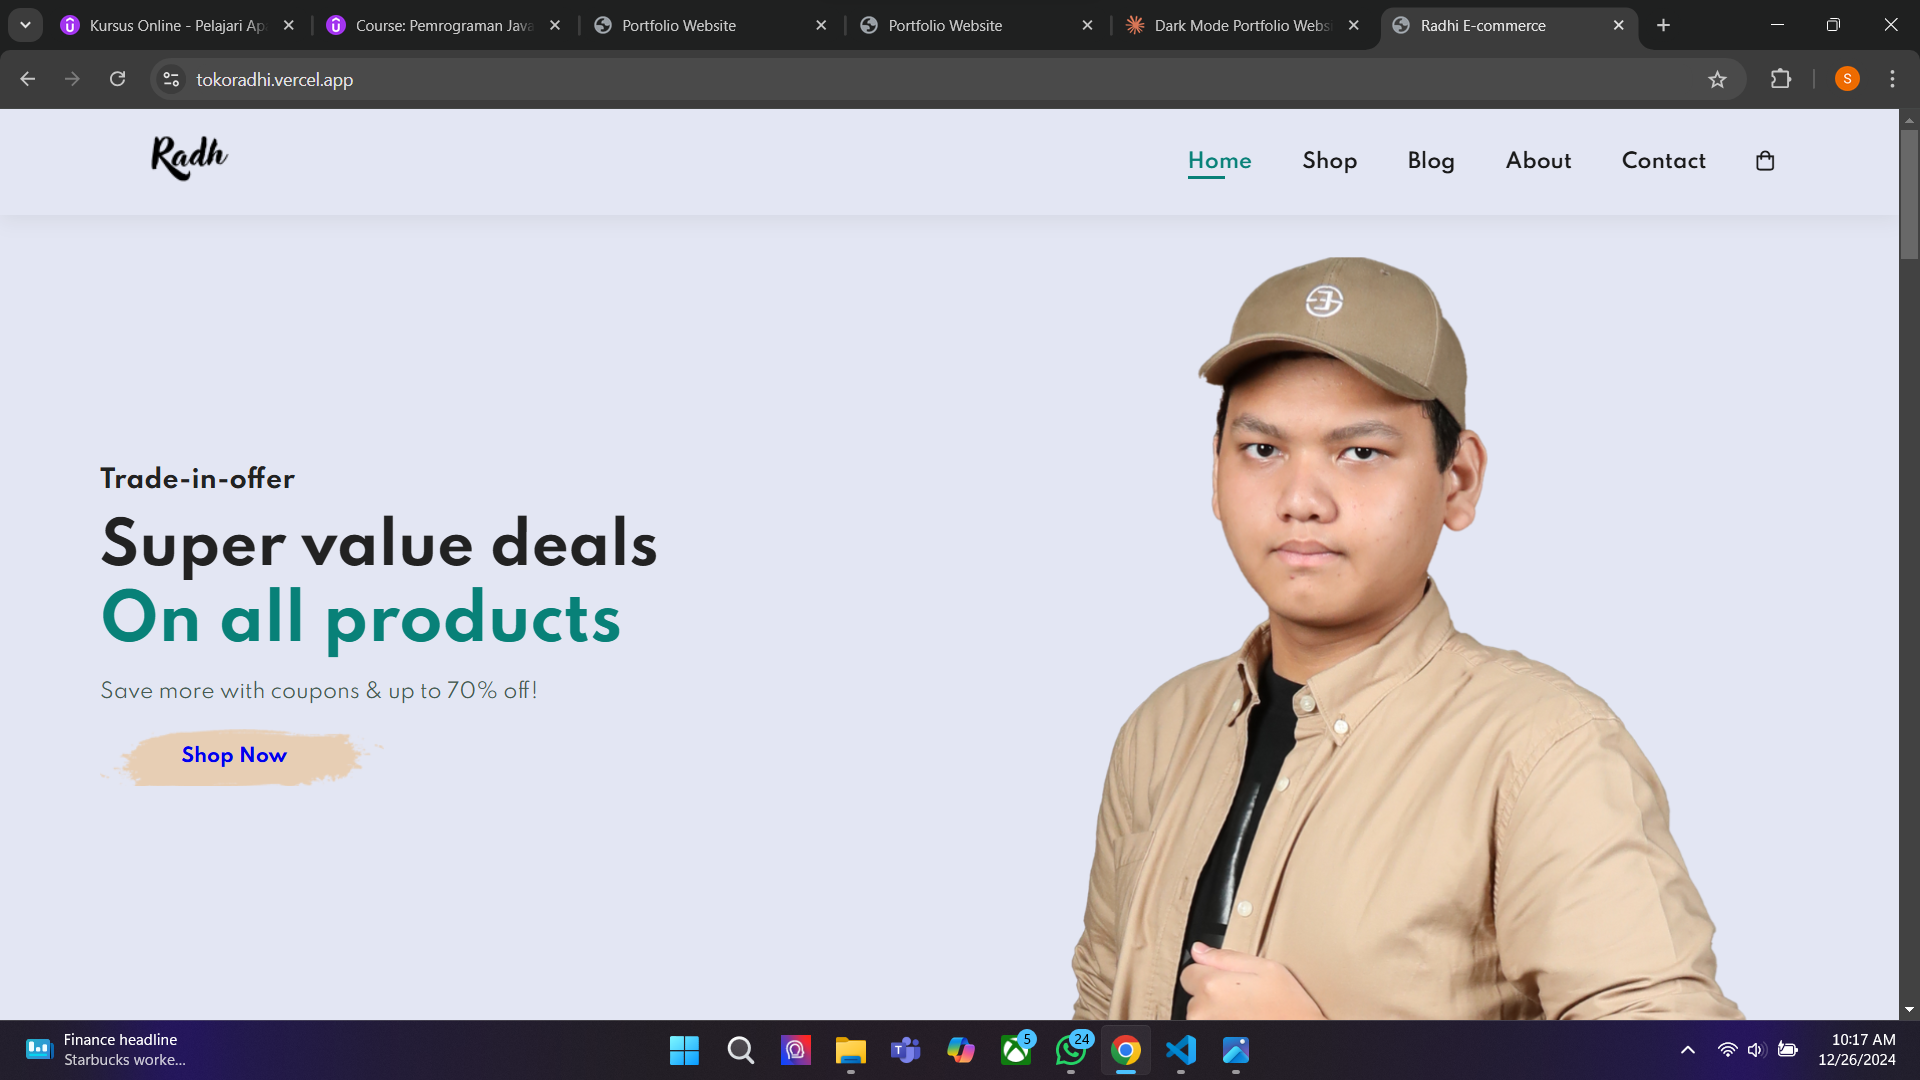 Kursus Online - Pelajari Ap
Course: Pemrograman Java
Portfolio Website
Portfolio Website
Dark Mode Portfolio Websi
Radhi E-commerce
tokoradhi.vercel.app
S
Radh
Home
Shop
Blog
About
Contact
Trade-in-offer
Super value deals
On all products
Save more with coupons & up to 70% off!
Shop Now
Finance headline
Starbucks worke...
5
24
10:17 AM
12/26/2024